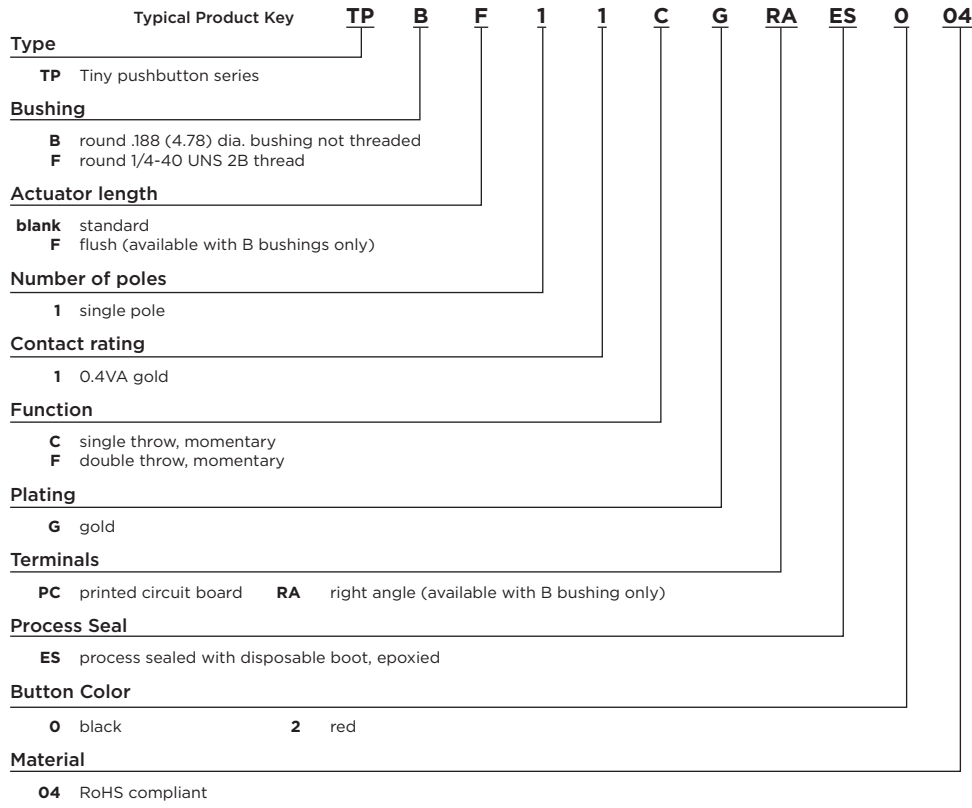 Typical Product Key TP B F 1 1 C G RA ES 0 04
Type
TP Tiny pushbutton series
Bushing
B round .188 (4.78) dia. bushing not threaded
F round 1/4-40 UNS 2B thread
Actuator length
blank standard
F flush (available with B bushings only)
Number of poles
1 single pole
Contact rating
1 0.4VA gold
Function
C single throw, momentary
F double throw, momentary
Plating
G gold
Terminals
PC printed circuit board RA right angle (available with B bushing only)
Process Seal
ES process sealed with disposable boot, epoxied
Button Color
0 black 2 red
Material
04 RoHS compliant